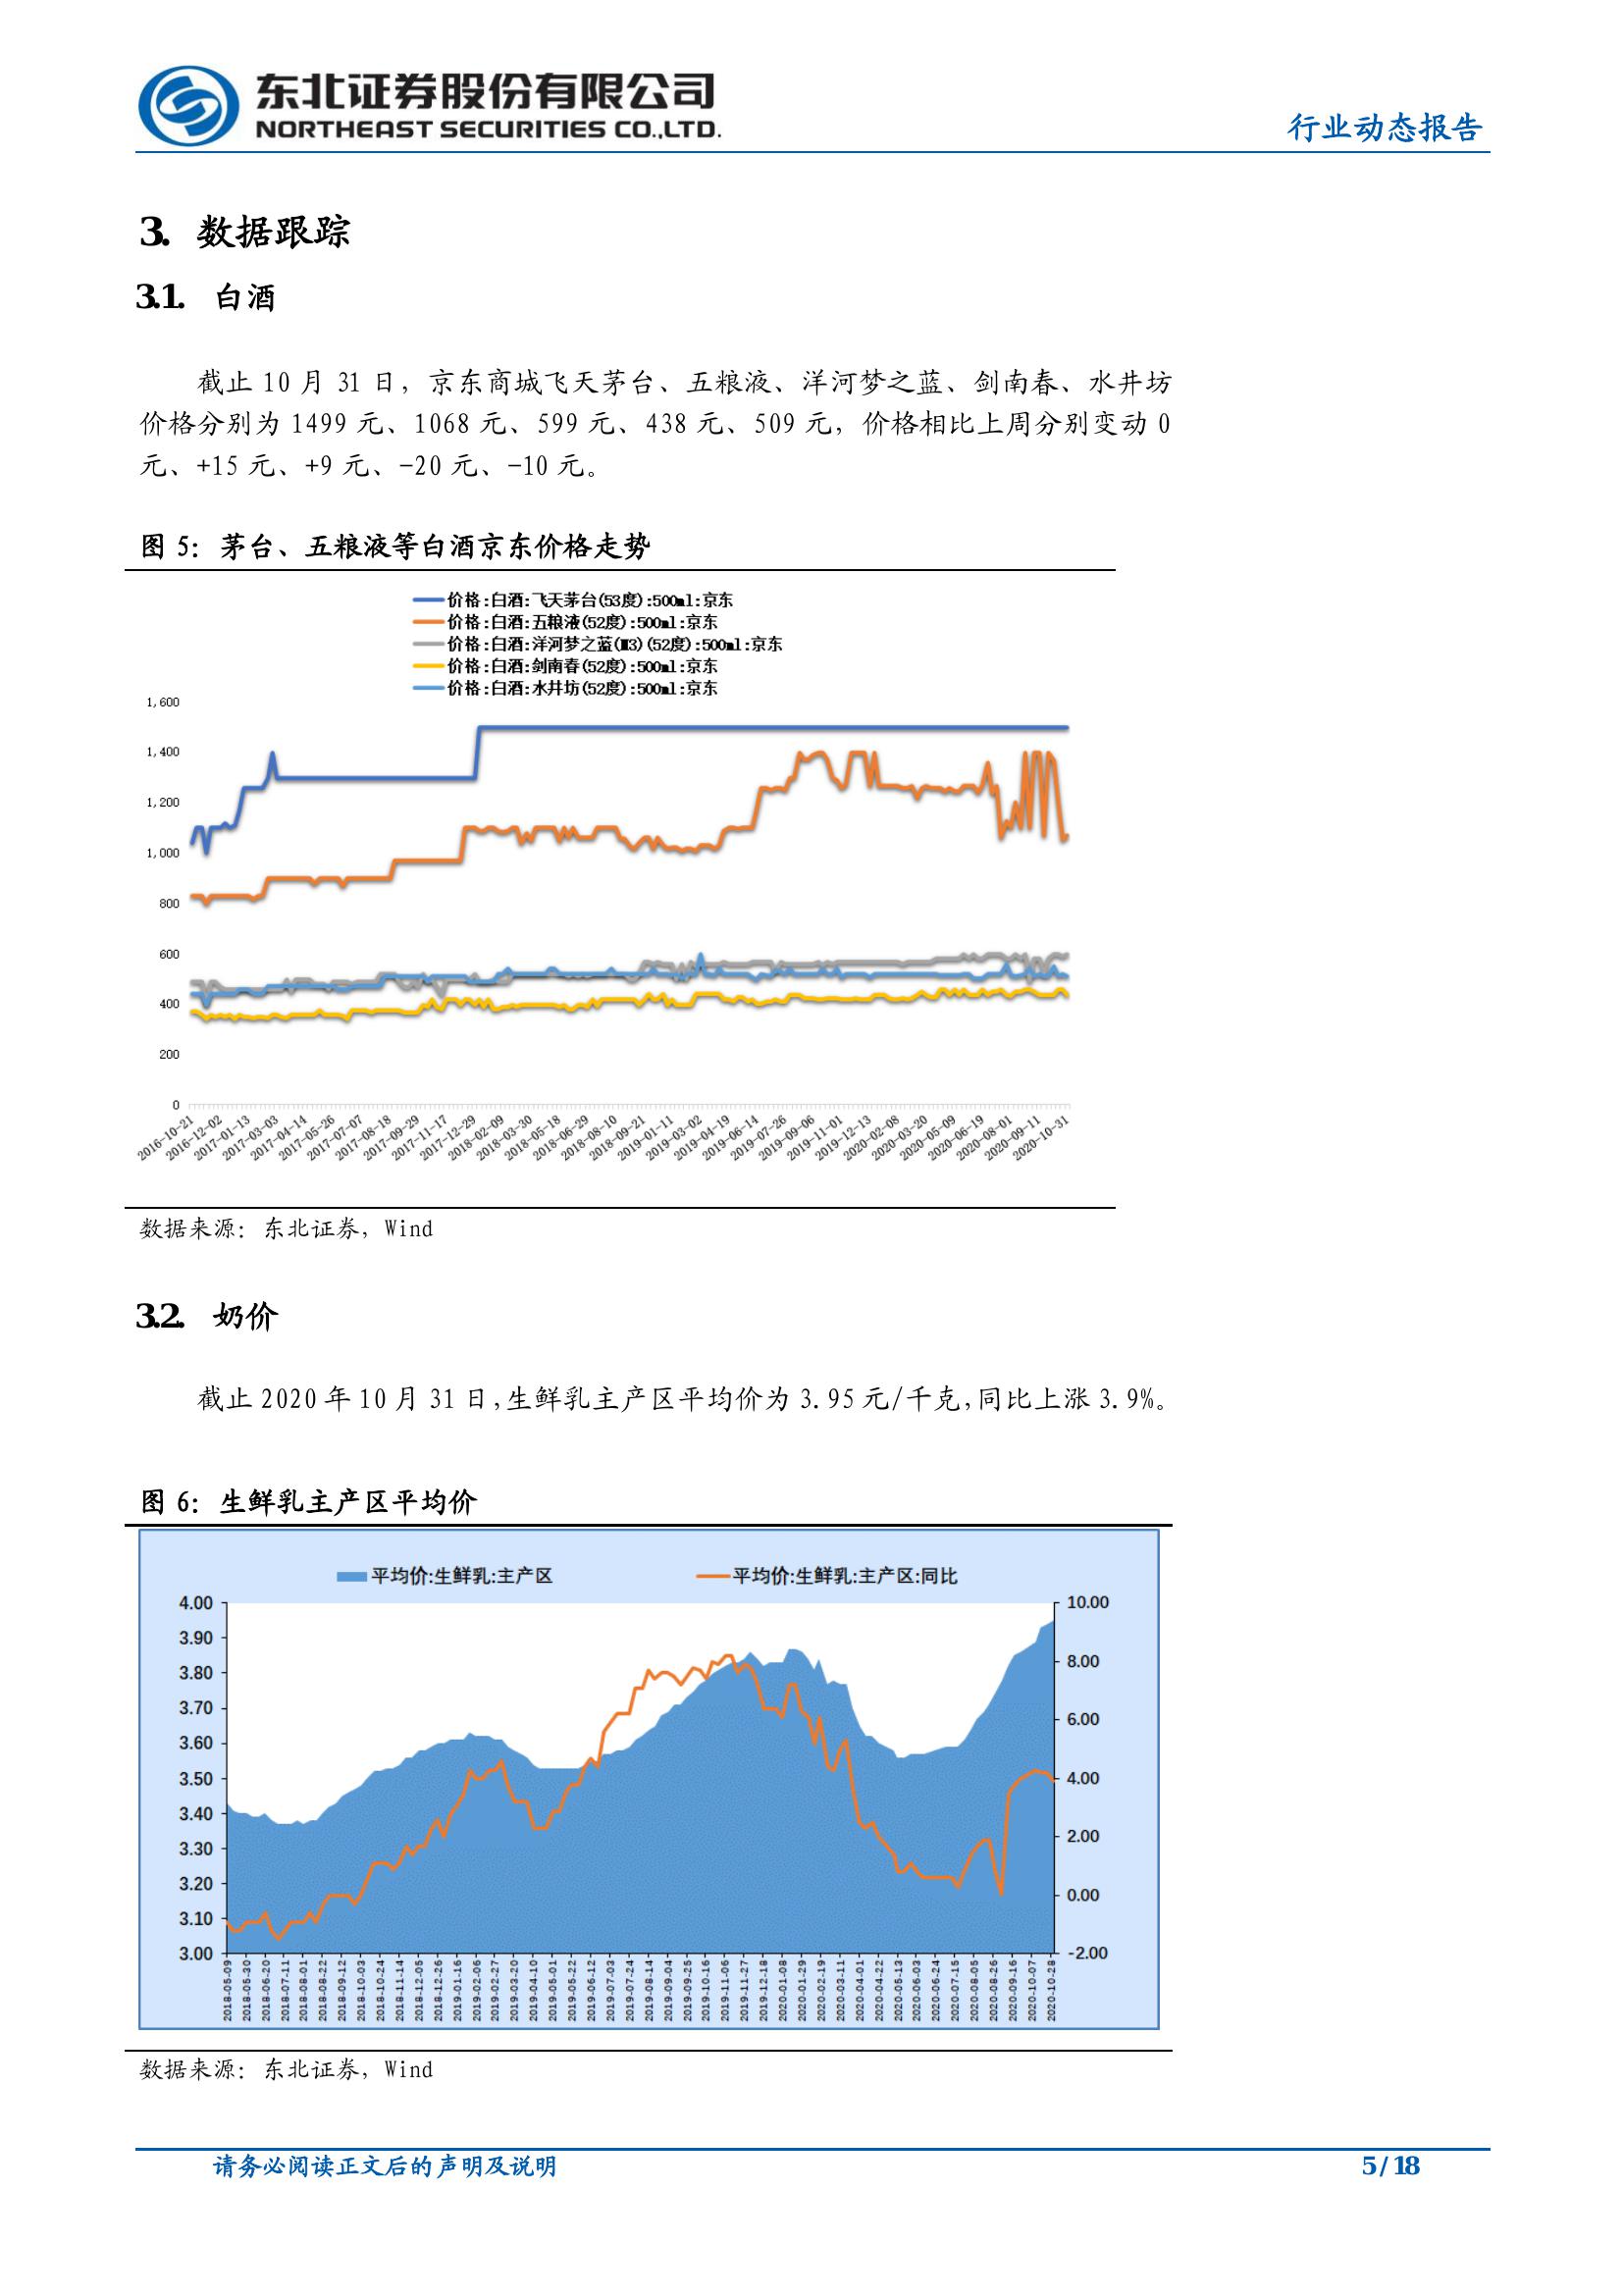 东北证券股份有限公司
NORTHEAST SECURITIES CO.,LTD.
行业动态报告
3. 数据跟踪
3.1. 白酒
截止 10 月 31 日，京东商城飞天茅台、五粮液、洋河梦之蓝、剑南春、水井坊
价格分别为 1499 元、1068 元、599 元、438 元、509 元，价格相比上周分别变动 0
元、+15 元、+9 元、-20 元、-10 元。
图 5：茅台、五粮液等白酒京东价格走势
价格:白酒:飞天茅台(53度):500ml:京东
价格:白酒:五粮液(52度):500ml:京东
价格:白酒:洋河梦之蓝(M3)(52度):500ml:京东
价格:白酒:剑南春(52度):500ml:京东
价格:白酒:水井坊(52度):500ml:京东
1,600
1,400
1,200
1,000
800
600
400
200
0
2016-10-21 2016-12-02 2017-01-13 2017-03-03 2017-04-14 2017-05-26 2017-07-07 2017-08-18 2017-09-29 2017-11-17 2017-12-29 2018-02-09 2018-03-30 2018-05-18 2018-06-29 2018-08-10 2018-09-21 2019-01-11 2019-03-02 2019-04-19 2019-06-14 2019-07-26 2019-09-06 2019-11-01 2019-12-13 2020-02-08 2020-03-20 2020-05-09 2020-06-19 2020-08-01 2020-09-11 2020-10-31
数据来源：东北证券，Wind
3.2. 奶价
截止 2020 年 10 月 31 日，生鲜乳主产区平均价为 3.95 元/千克，同比上涨 3.9%。
图 6：生鲜乳主产区平均价
平均价:生鲜乳:主产区 平均价:生鲜乳:主产区:同比
4.00 10.00
3.90
3.80 8.00
3.70
3.60 6.00
3.50 4.00
3.40
3.30 2.00
3.20 0.00
3.10
3.00 -2.00
2018-05-09 2018-05-30 2018-06-20 2018-07-11 2018-08-01 2018-08-22 2018-09-12 2018-10-03 2018-10-24 2018-11-14 2018-12-05 2018-12-26 2019-01-16 2019-02-06 2019-02-27 2019-03-20 2019-04-10 2019-05-01 2019-05-22 2019-06-12 2019-07-03 2019-07-24 2019-08-14 2019-09-04 2019-09-25 2019-10-16 2019-11-06 2019-11-27 2019-12-18 2020-01-08 2020-01-29 2020-02-19 2020-03-11 2020-04-01 2020-04-22 2020-05-13 2020-06-03 2020-06-24 2020-07-15 2020-08-05 2020-08-26 2020-09-16 2020-10-07 2020-10-28
数据来源：东北证券，Wind
请务必阅读正文后的声明及说明
5 / 18